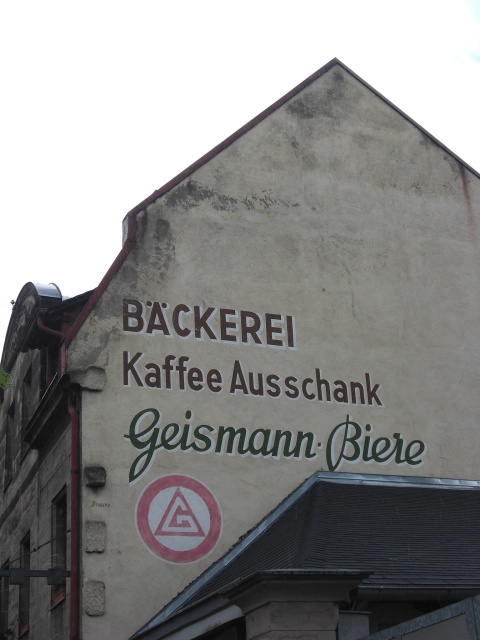 BÄCKEREI
Kaffee Ausschank
Geismann·Biere
G